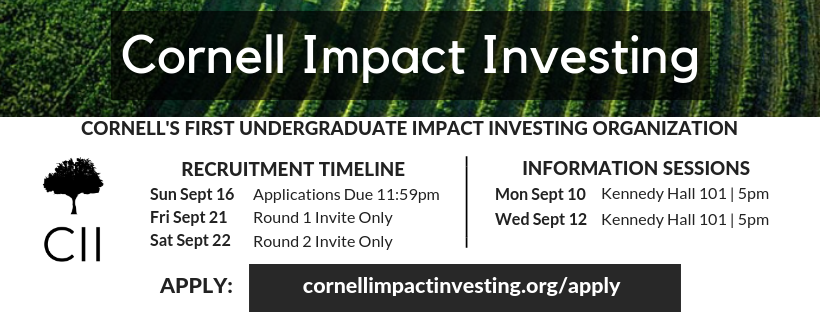 Cornell Impact Investing
CORNELL'S FIRST UNDERGRADUATE IMPACT INVESTING ORGANIZATION
CII
RECRUITMENT TIMELINE
Sun Sept 16 Applications Due 11:59pm
Fri Sept 21 Round 1 Invite Only
Sat Sept 22 Round 2 Invite Only
INFORMATION SESSIONS
Mon Sept 10 Kennedy Hall 101 | 5pm
Wed Sept 12 Kennedy Hall 101 | 5pm
APPLY: cornellimpactinvesting.org/apply